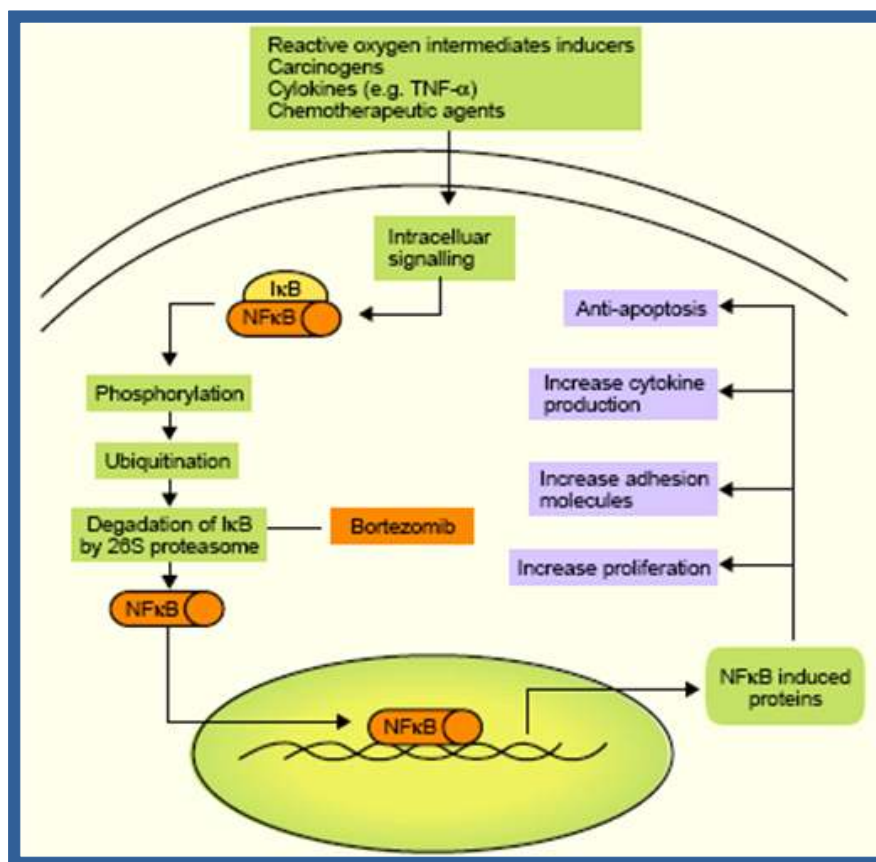 Reactive oxygen intermediates inducers
Carcinogens
Cylokines (e.g. TNF-α)
Chemotherapeutic agents
Intracelluar
signalling
IκB
NFκB
Anti-apoptosis
Phosphorylation
Increase cytokine
production
Ubiquitination
Increase adhesion
molecules
Degadation of IκB
by 26S proteasome
Bortezomib
Increase proliferation
NFκB
NFκB
NFκB induced
proteins